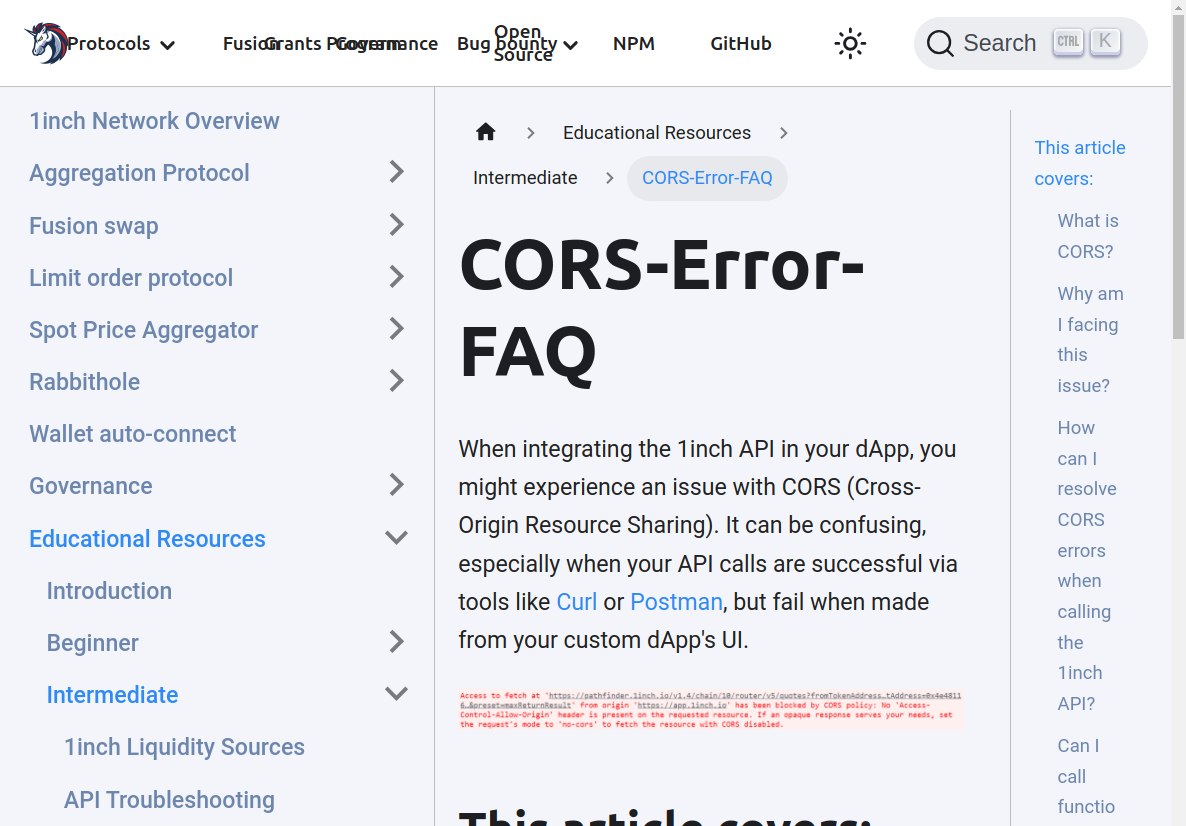 Protocols
Fusion
Grants Program
Governance
Bug bounty
Open
Source
NPM
GitHub
Search
CTRL
K
1inch Network Overview
Aggregation Protocol
Fusion swap
Limit order protocol
Spot Price Aggregator
Rabbithole
Wallet auto-connect
Governance
Educational Resources
Introduction
Beginner
Intermediate
1inch Liquidity Sources
API Troubleshooting
Educational Resources
Intermediate
CORS-Error-FAQ
CORS-Error-
FAQ
When integrating the 1inch API in your dApp, you
might experience an issue with CORS (Cross-
Origin Resource Sharing). It can be confusing,
especially when your API calls are successful via
tools like Curl or Postman, but fail when made
from your custom dApp's UI.
Access to fetch at 'https://pathfinder.1inch.io/v1.4/chain/10/router/v5/quotes?fromTokenAddress…tAddress=0x4e4811
6…&preset=maxReturnResult' from origin 'https://app.1inch.io' has been blocked by CORS policy: No 'Access-
Control-Allow-Origin' header is present on the requested resource. If an opaque response serves your needs, set
the request's mode to 'no-cors' to fetch the resource with CORS disabled.
This article covers:
This article
covers:
What is
CORS?
Why am
I facing
this
issue?
How
can I
resolve
CORS
errors
when
calling
the
1inch
API?
Can I
call
functio